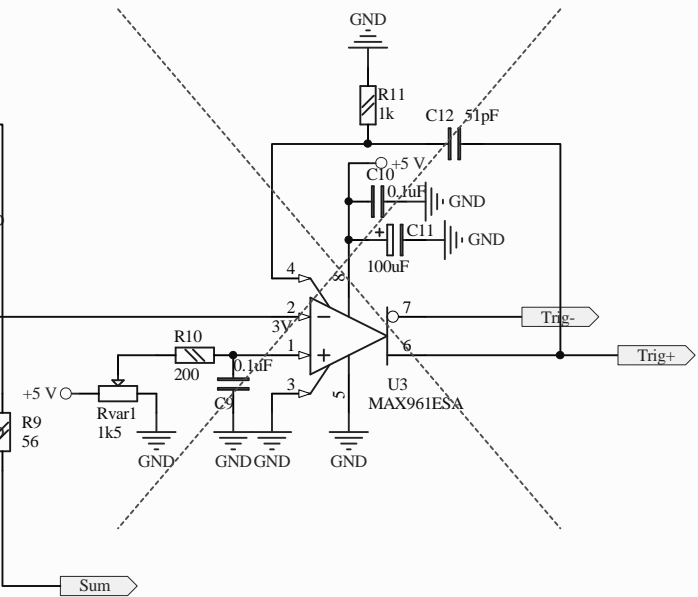 GND
R11
1k
C12 51pF
+5 V
C10
0.1uF
GND
+
C11
GND
100uF
4
8
2
7
Trig-
3V
R10
1
0.1uF
6
Trig+
200
+5 V
3
5
U3
C9
MAX961ESA
Rvar1
1k5
R9
56
GND
GND
GND
GND
Sum